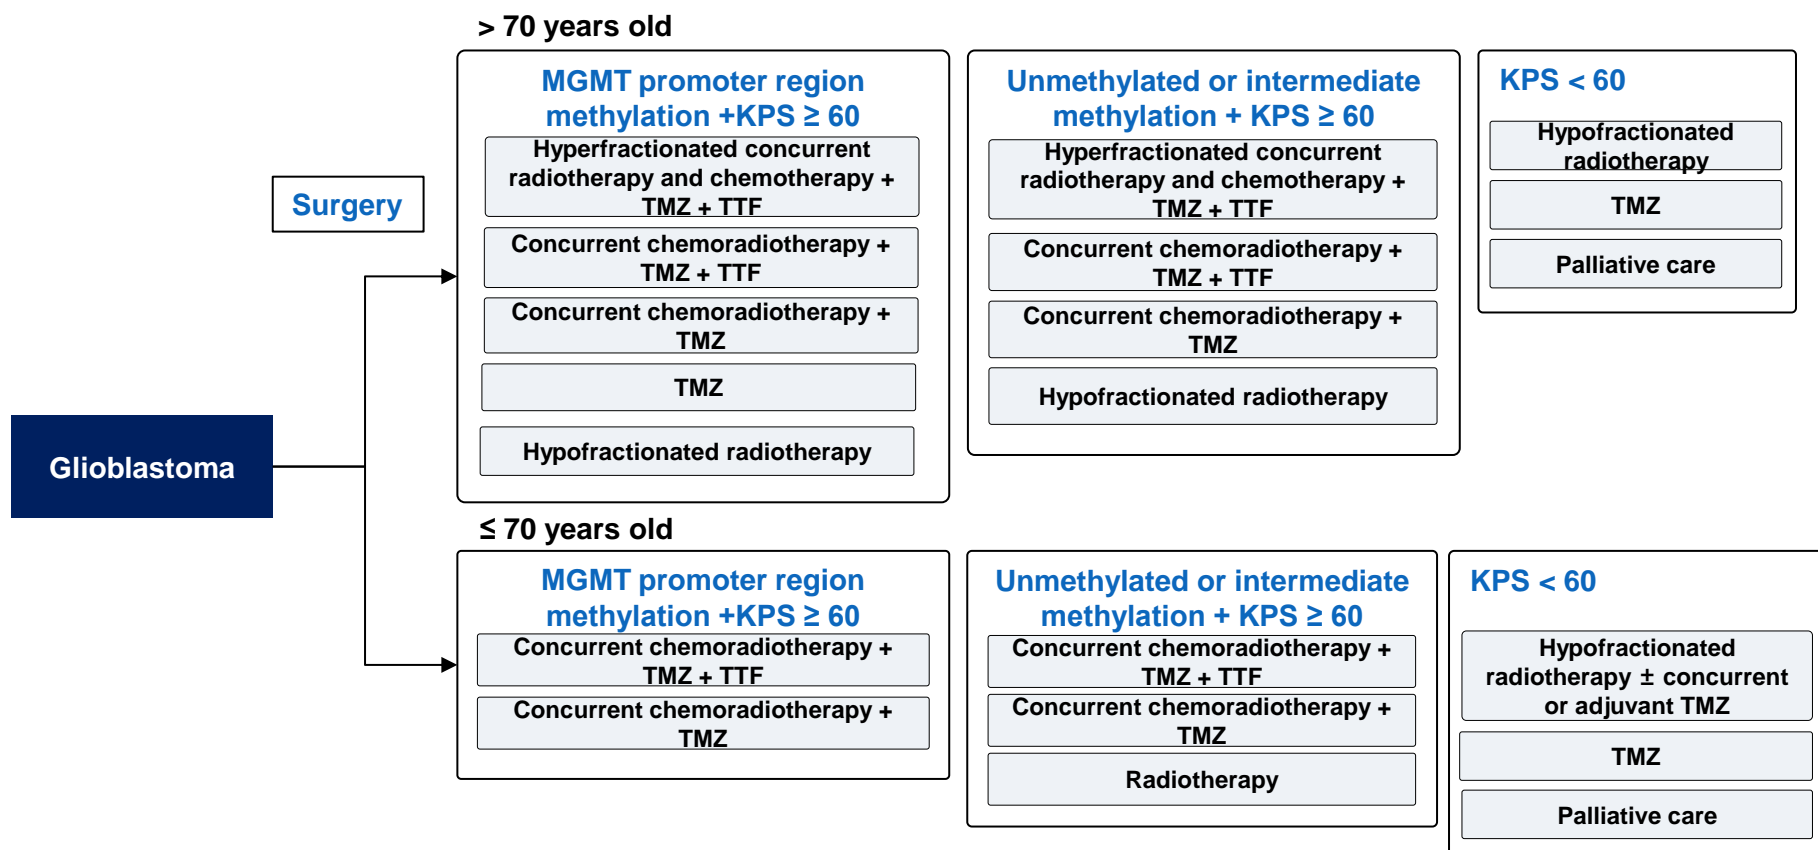 Glioblastoma
Surgery
> 70 years old
MGMT promoter region
methylation +KPS ≥ 60
Hyperfractionated concurrent
radiotherapy and chemotherapy +
TMZ + TTF
Concurrent chemoradiotherapy +
TMZ + TTF
Concurrent chemoradiotherapy +
TMZ
TMZ
Hypofractionated radiotherapy
Unmethylated or intermediate
methylation + KPS ≥ 60
Hyperfractionated concurrent
radiotherapy and chemotherapy +
TMZ + TTF
Concurrent chemoradiotherapy +
TMZ + TTF
Concurrent chemoradiotherapy +
TMZ
Hypofractionated radiotherapy
KPS < 60
Hypofractionated
radiotherapy
TMZ
Palliative care
≤ 70 years old
MGMT promoter region
methylation +KPS ≥ 60
Concurrent chemoradiotherapy +
TMZ + TTF
Concurrent chemoradiotherapy +
TMZ
Unmethylated or intermediate
methylation + KPS ≥ 60
Concurrent chemoradiotherapy +
TMZ + TTF
Concurrent chemoradiotherapy +
TMZ
Radiotherapy
KPS < 60
Hypofractionated
radiotherapy ± concurrent
or adjuvant TMZ
TMZ
Palliative care